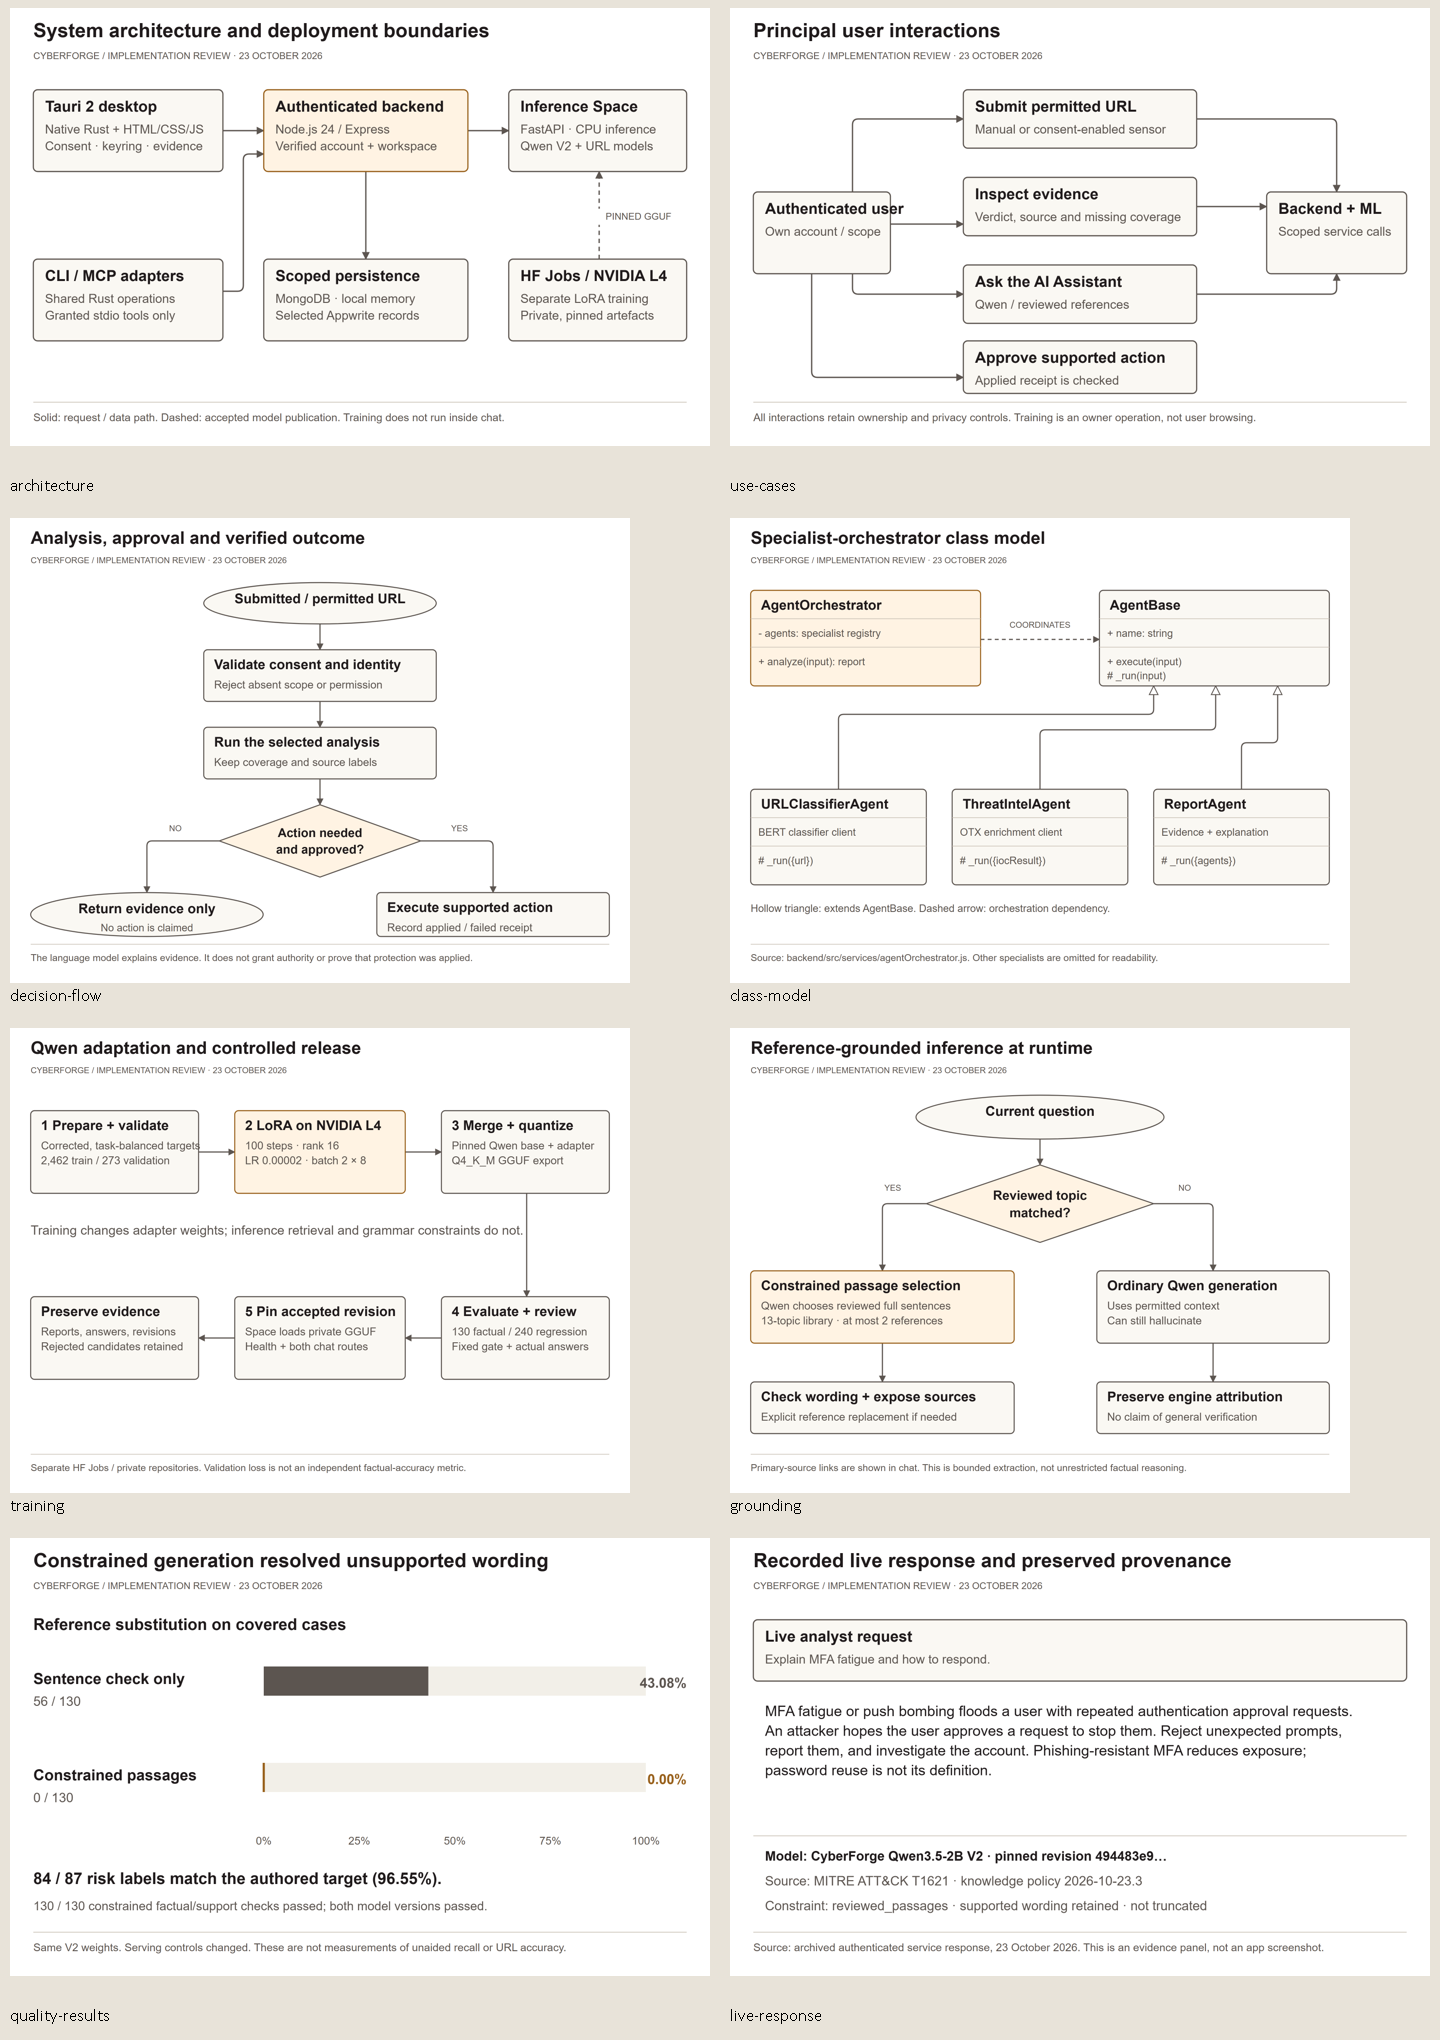 System architecture and deployment boundaries
CYBERFORGE / IMPLEMENTATION REVIEW · 23 OCTOBER 2026
Tauri 2 desktop
Native Rust + HTML/CSS/JS
Consent · keyring · evidence
Authenticated backend
Node.js 24 / Express
Verified account + workspace
Inference Space
FastAPI · CPU inference
Qwen V2 + URL models
PINNED GGUF
CLI / MCP adapters
Shared Rust operations
Granted stdio tools only
Scoped persistence
MongoDB · local memory
Selected Appwrite records
HF Jobs / NVIDIA L4
Separate LoRA training
Private, pinned artefacts
Solid: request / data path. Dashed: accepted model publication. Training does not run inside chat.
architecture
Principal user interactions
CYBERFORGE / IMPLEMENTATION REVIEW · 23 OCTOBER 2026
Submit permitted URL
Manual or consent-enabled sensor
Authenticated user
Own account / scope
Inspect evidence
Verdict, source and missing coverage
Backend + ML
Scoped service calls
Ask the AI Assistant
Qwen / reviewed references
Approve supported action
Applied receipt is checked
All interactions retain ownership and privacy controls. Training is an owner operation, not user browsing.
use-cases
Analysis, approval and verified outcome
CYBERFORGE / IMPLEMENTATION REVIEW · 23 OCTOBER 2026
Submitted / permitted URL
Validate consent and identity
Reject absent scope or permission
Run the selected analysis
Keep coverage and source labels
NO
Action needed
and approved?
YES
Return evidence only
No action is claimed
Execute supported action
Record applied / failed receipt
The language model explains evidence. It does not grant authority or prove that protection was applied.
decision-flow
Specialist-orchestrator class model
CYBERFORGE / IMPLEMENTATION REVIEW · 23 OCTOBER 2026
AgentOrchestrator
- agents: specialist registry
+ analyze(input): report
COORDINATES
AgentBase
+ name: string
+ execute(input)
# _run(input)
URLClassifierAgent
BERT classifier client
# _run({url})
ThreatIntelAgent
OTX enrichment client
# _run({iocResult})
ReportAgent
Evidence + explanation
# _run({agents})
Hollow triangle: extends AgentBase. Dashed arrow: orchestration dependency.
Source: backend/src/services/agentOrchestrator.js. Other specialists are omitted for readability.
class-model
Qwen adaptation and controlled release
CYBERFORGE / IMPLEMENTATION REVIEW · 23 OCTOBER 2026
1 Prepare + validate
Corrected, task-balanced targets
2,462 train / 273 validation
2 LoRA on NVIDIA L4
100 steps · rank 16
LR 0.00002 · batch 2 × 8
3 Merge + quantize
Pinned Qwen base + adapter
Q4_K_M GGUF export
Training changes adapter weights; inference retrieval and grammar constraints do not.
Preserve evidence
Reports, answers, revisions
Rejected candidates retained
5 Pin accepted revision
Space loads private GGUF
Health + both chat routes
4 Evaluate + review
130 factual / 240 regression
Fixed gate + actual answers
Separate HF Jobs / private repositories. Validation loss is not an independent factual-accuracy metric.
training
Reference-grounded inference at runtime
CYBERFORGE / IMPLEMENTATION REVIEW · 23 OCTOBER 2026
Current question
YES
Reviewed topic
matched?
NO
Constrained passage selection
Qwen chooses reviewed full sentences
13-topic library · at most 2 references
Ordinary Qwen generation
Uses permitted context
Can still hallucinate
Check wording + expose sources
Explicit reference replacement if needed
Preserve engine attribution
No claim of general verification
Primary-source links are shown in chat. This is bounded extraction, not unrestricted factual reasoning.
grounding
Constrained generation resolved unsupported wording
CYBERFORGE / IMPLEMENTATION REVIEW · 23 OCTOBER 2026
Reference substitution on covered cases
Sentence check only
56 / 130
43.08%
Constrained passages
0 / 130
0.00%
0% 25% 50% 75% 100%
84 / 87 risk labels match the authored target (96.55%).
130 / 130 constrained factual/support checks passed; both model versions passed.
Same V2 weights. Serving controls changed. These are not measurements of unaided recall or URL accuracy.
quality-results
Recorded live response and preserved provenance
CYBERFORGE / IMPLEMENTATION REVIEW · 23 OCTOBER 2026
Live analyst request
Explain MFA fatigue and how to respond.
MFA fatigue or push bombing floods a user with repeated authentication approval requests.
An attacker hopes the user approves a request to stop them. Reject unexpected prompts,
report them, and investigate the account. Phishing-resistant MFA reduces exposure;
password reuse is not its definition.
Model: CyberForge Qwen3.5-2B V2 · pinned revision 494483e9…
Source: MITRE ATT&CK T1621 · knowledge policy 2026-10-23.3
Constraint: reviewed_passages · supported wording retained · not truncated
Source: archived authenticated service response, 23 October 2026. This is an evidence panel, not an app screenshot.
live-response